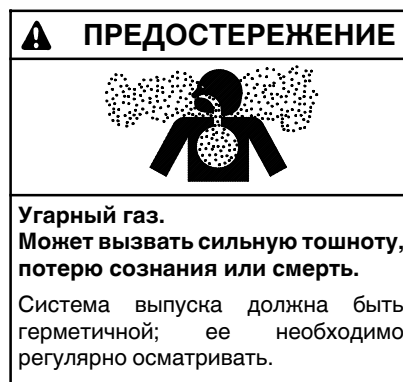 ПРЕДОСТЕРЕЖЕНИЕ
Угарный газ.
Может вызвать сильную тошноту,
потерю сознания или смерть.
Система выпуска должна быть
герметичной; ее необходимо
регулярно осматривать.